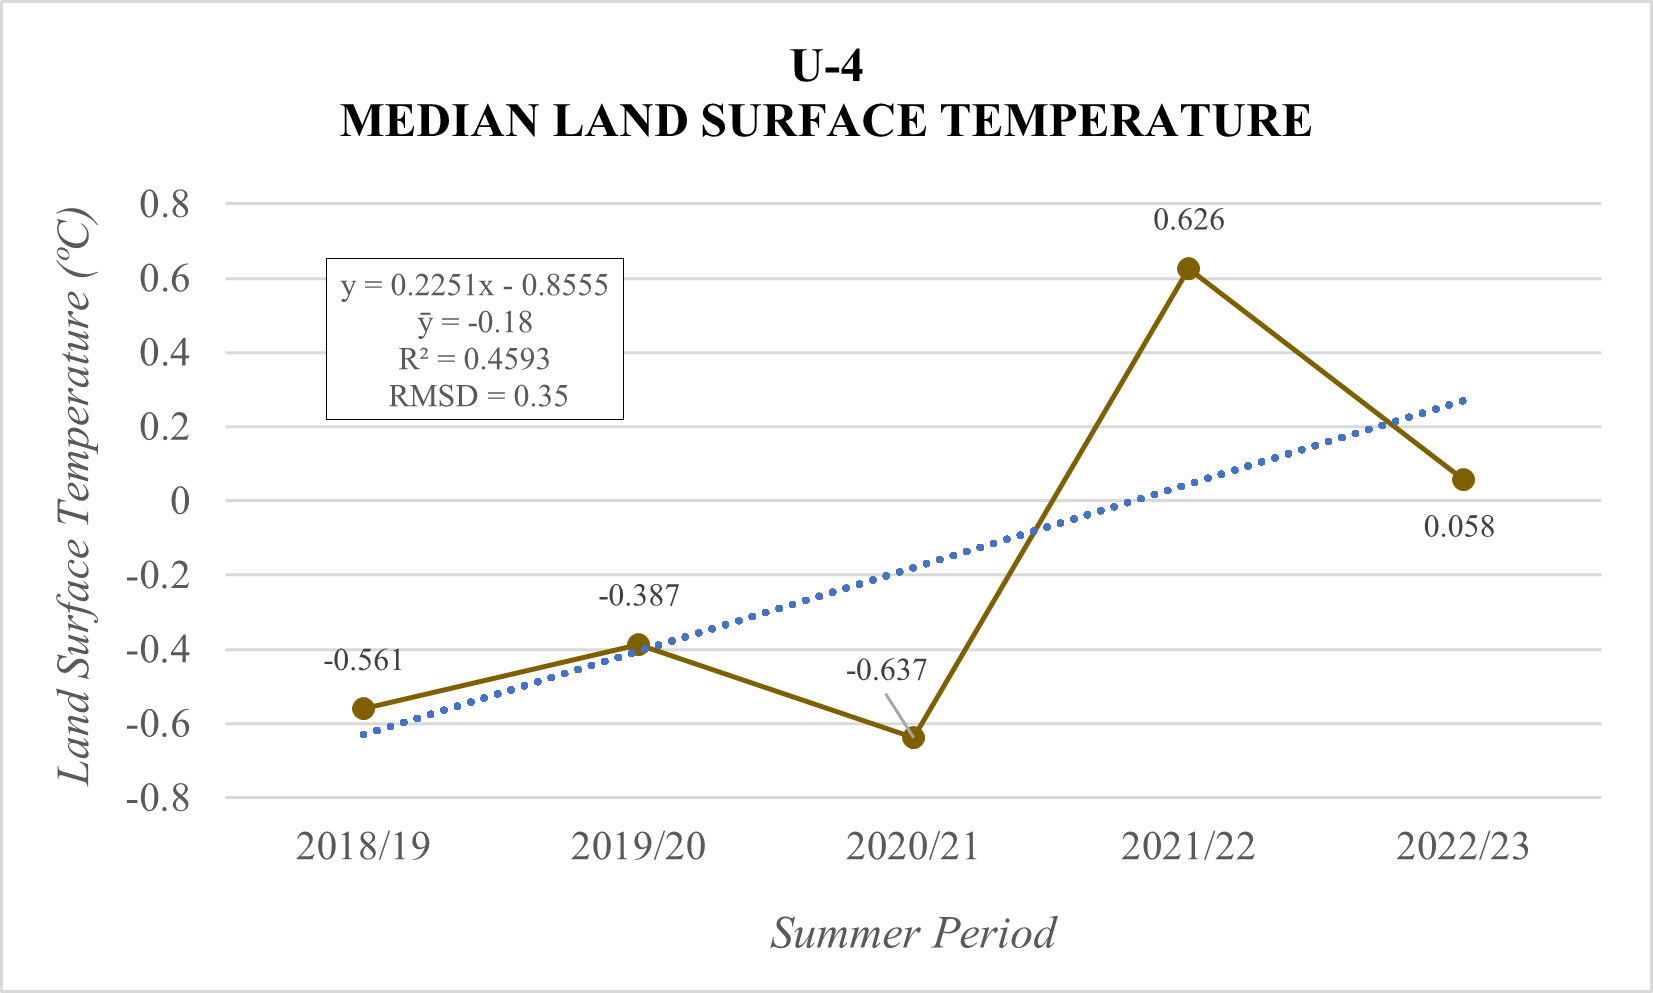 U-4
MEDIAN LAND SURFACE TEMPERATURE
Land Surface Temperature (ºC)
0.8
0.6
0.4
0.2
0
-0.2
-0.4
-0.6
-0.8
y = 0.2251x - 0.8555
ȳ = -0.18
R² = 0.4593
RMSD = 0.35
-0.561
-0.387
-0.637
0.626
0.058
2018/19
2019/20
2020/21
2021/22
2022/23
Summer Period